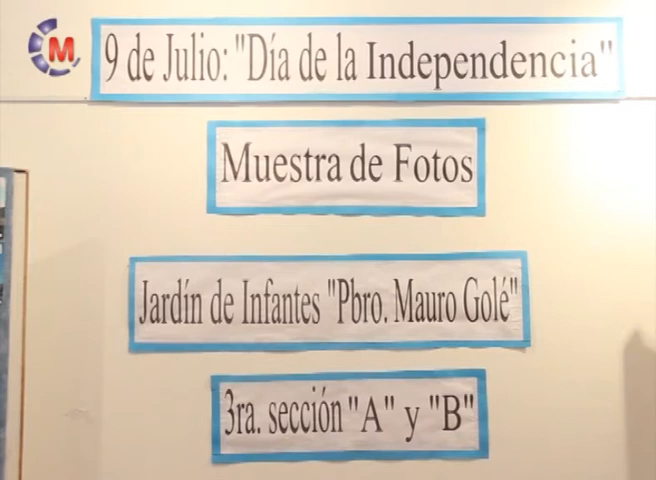 M
9 de Julio: "Día de la Independencia"
Muestra de Fotos
Jardín de Infantes "Pbro. Mauro Golé"
3ra. sección "A" y "B"